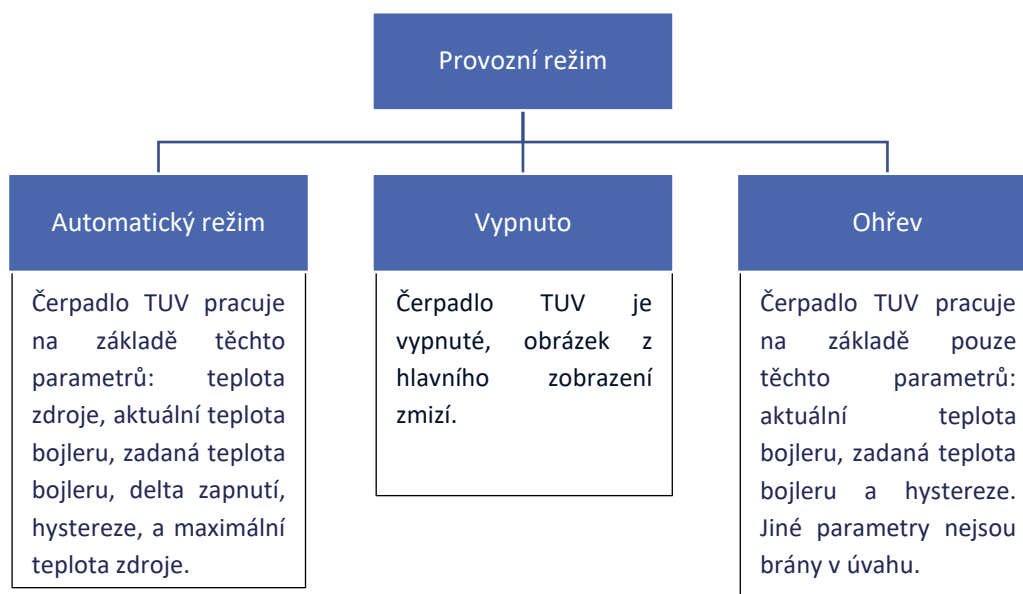 Provozní režim
Automatický režim
Čerpadlo TUV pracuje
na základě těchto
parametrů: teplota
zdroje, aktuální teplota
bojleru, zadaná teplota
bojleru, delta zapnutí,
hystereze, a maximální
teplota zdroje.
Vypnuto
Čerpadlo TUV je
vypnuté, obrázek z
hlavního zobrazení
zmizí.
Ohřev
Čerpadlo TUV pracuje
na základě pouze
těchto parametrů:
aktuální teplota
bojleru, zadaná teplota
bojleru a hystereze.
Jiné parametry nejsou
brány v úvahu.